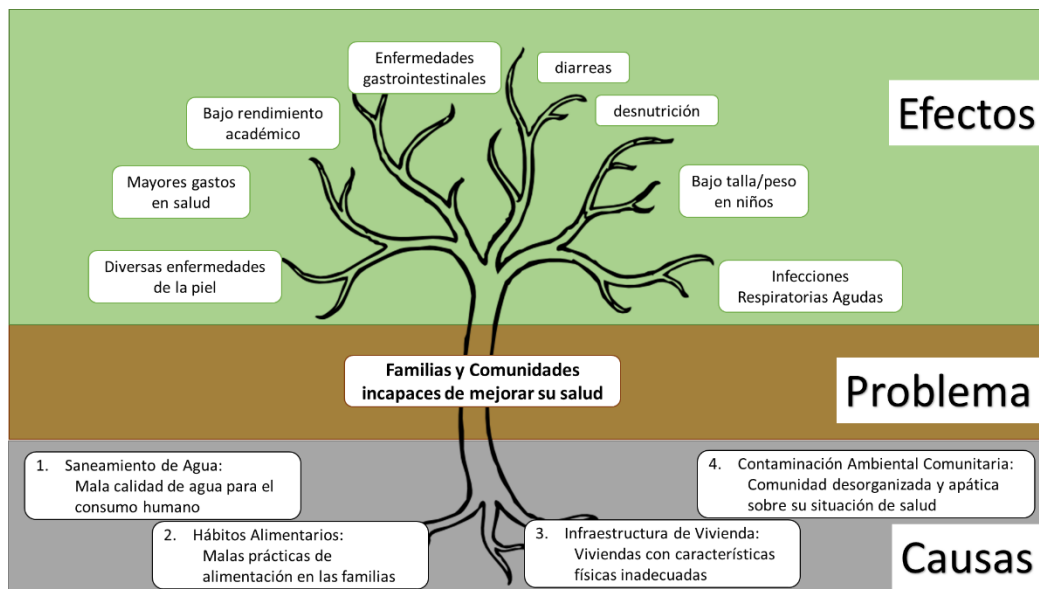 Enfermedades
gastrointestinales
diarreas
Bajo rendimiento
académico
desnutrición
Efectos
Mayores gastos
en salud
Bajo talla/peso
en niños
Diversas enfermedades
de la piel
Infecciones
Respiratorias Agudas
Familias y Comunidades
incapaces de mejorar su salud
Problema
1. Saneamiento de Agua:
Mala calidad de agua para el
consumo humano
2. Hábitos Alimentarios:
Malas prácticas de
alimentación en las familias
3. Infraestructura de Vivienda:
Viviendas con características
físicas inadecuadas
4. Contaminación Ambiental Comunitaria:
Comunidad desorganizada y apática
sobre su situación de salud
Causas